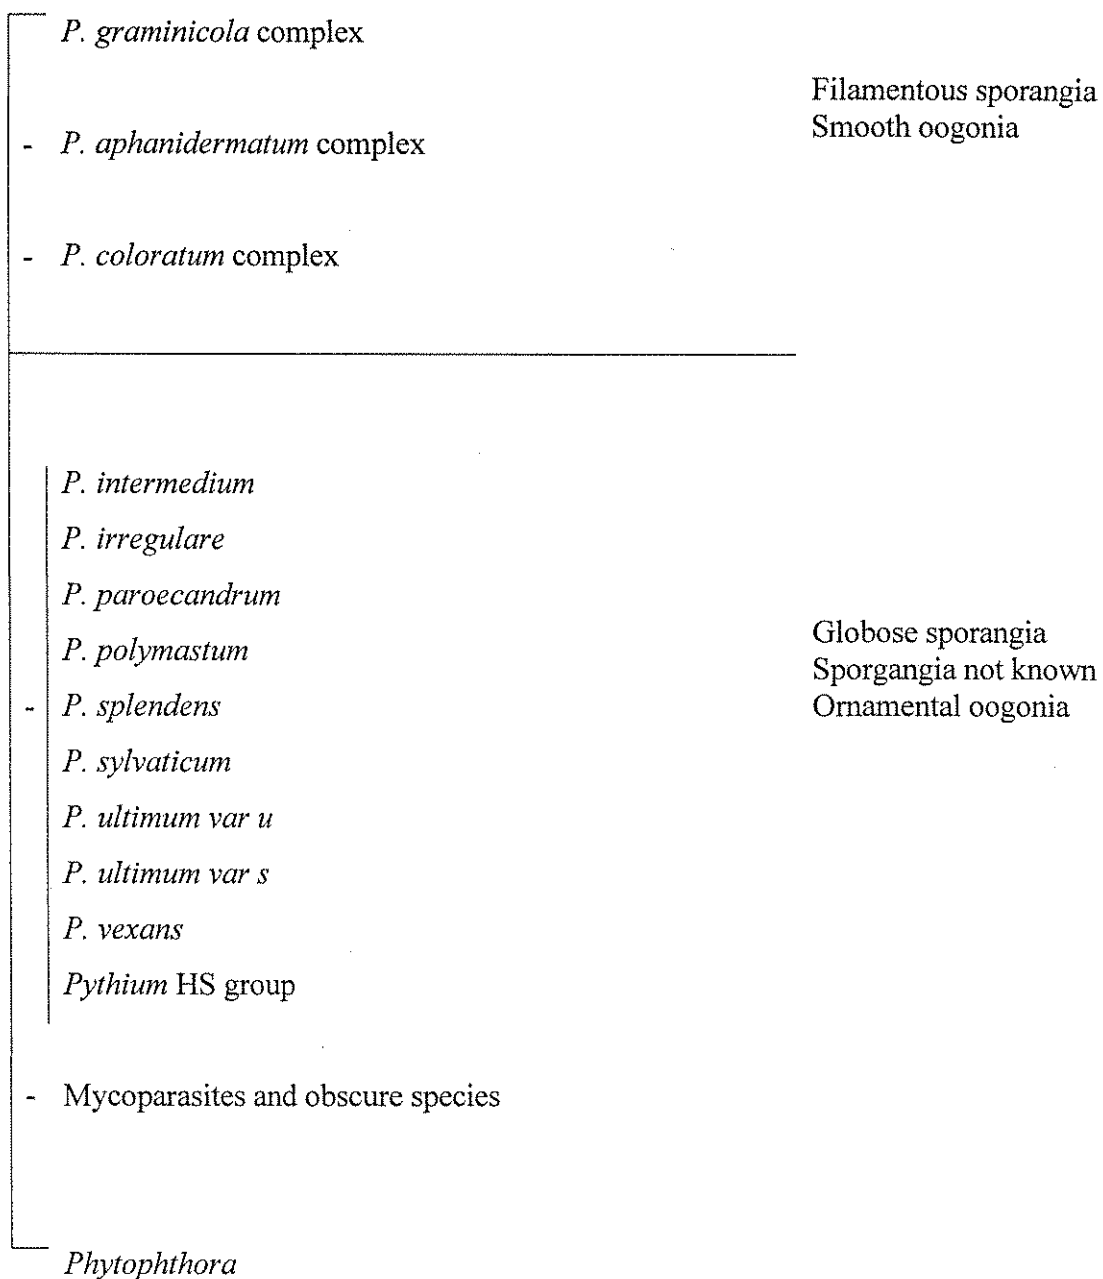 P. graminicola complex
Filamentous sporangia
Smooth oogonia
- P. aphanidermatum complex
- P. coloratum complex
P. intermedium
P. irregulare
P. paroecandrum
P. polymastum
Globose sporangia
Sporgangia not known
- P. splendens
Ornamental oogonia
P. sylvaticum
P. ultimum var u
P. ultimum var s
P. vexans
Pythium HS group
- Mycoparasites and obscure species
Phytophthora